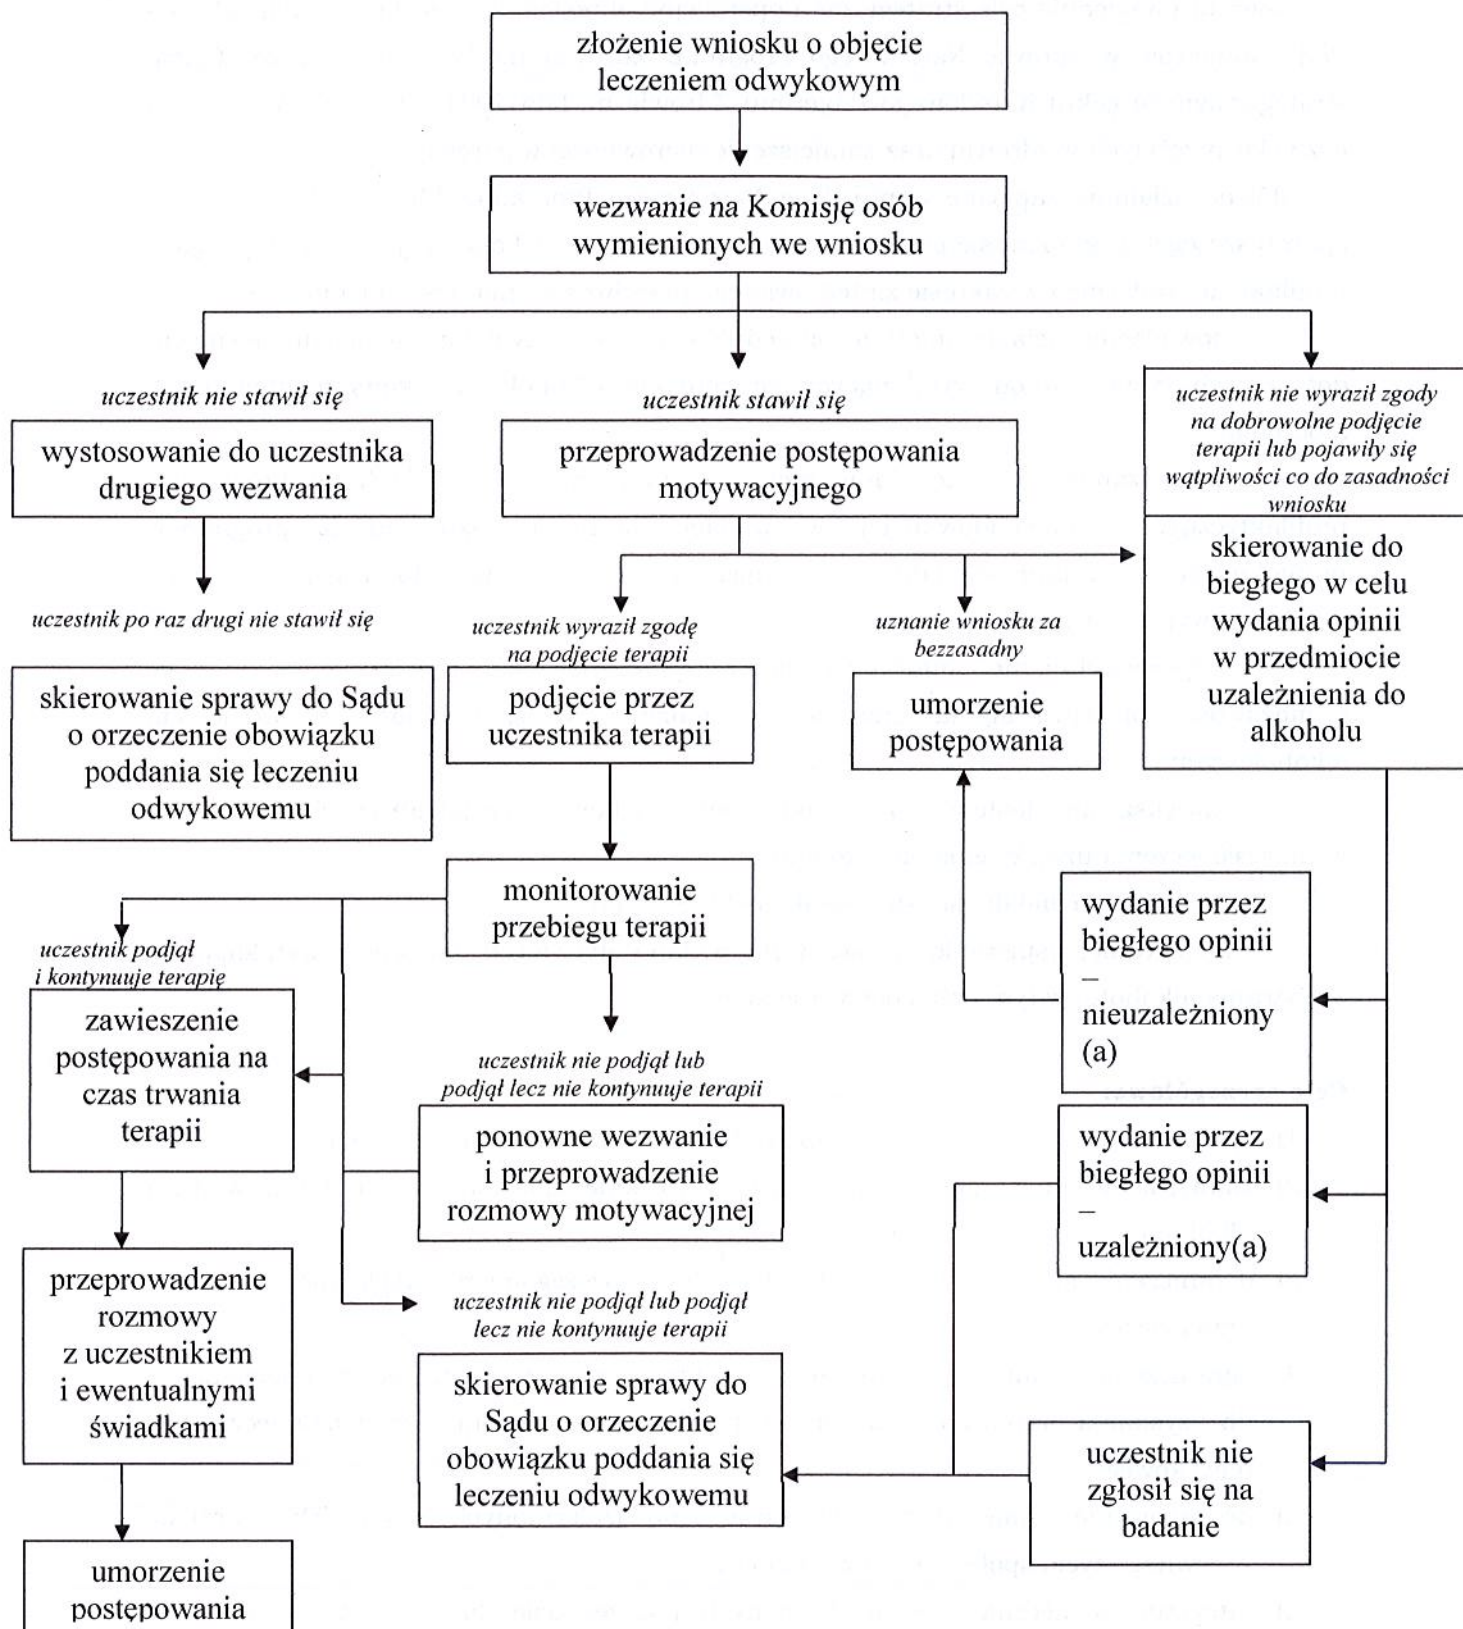 złożenie wniosku o objęcie
leczeniem odwykowym
wezwanie na Komisję osób
wymienionych we wniosku
uczestnik nie stawił się
wystosowanie do uczestnika
drugiego wezwania
uczestnik po raz drugi nie stawił się
skierowanie sprawy do Sądu
o orzeczenie obowiązku
poddania się leczeniu
odwykowemu
uczestnik stawił się
przeprowadzenie postępowania
motywacyjnego
uczestnik nie wyraził zgody
na dobrowolne podjęcie
terapii lub pojawiły się
wątpliwości co do zasadności
wniosku
skierowanie do
biegłego w celu
wydania opinii
w przedmiocie
uzależnienia do
alkoholu
uczestnik wyraził zgodę
na podjęcie terapii
podjęcie przez
uczestnika terapii
uznanie wniosku za
bezzasadny
umorzenie
postępowania
monitorowanie
przebiegu terapii
uczestnik podjął
i kontynuuje terapię
zawieszenie
postępowania na
czas trwania
terapii
uczestnik nie podjął lub
podjął lecz nie kontynuuje terapii
ponowne wezwanie
i przeprowadzenie
rozmowy motywacyjnej
wydanie przez
biegłego opinii
–
nieuzależniony
(a)
wydanie przez
biegłego opinii
–
uzależniony(a)
przeprowadzenie
rozmowy
z uczestnikiem
i ewentualnymi
świadkami
uczestnik nie podjął lub podjął
lecz nie kontynuuje terapii
skierowanie sprawy do
Sądu o orzeczenie
obowiązku poddania się
leczeniu odwykowemu
uczestnik nie
zgłosił się na
badanie
umorzenie
postępowania